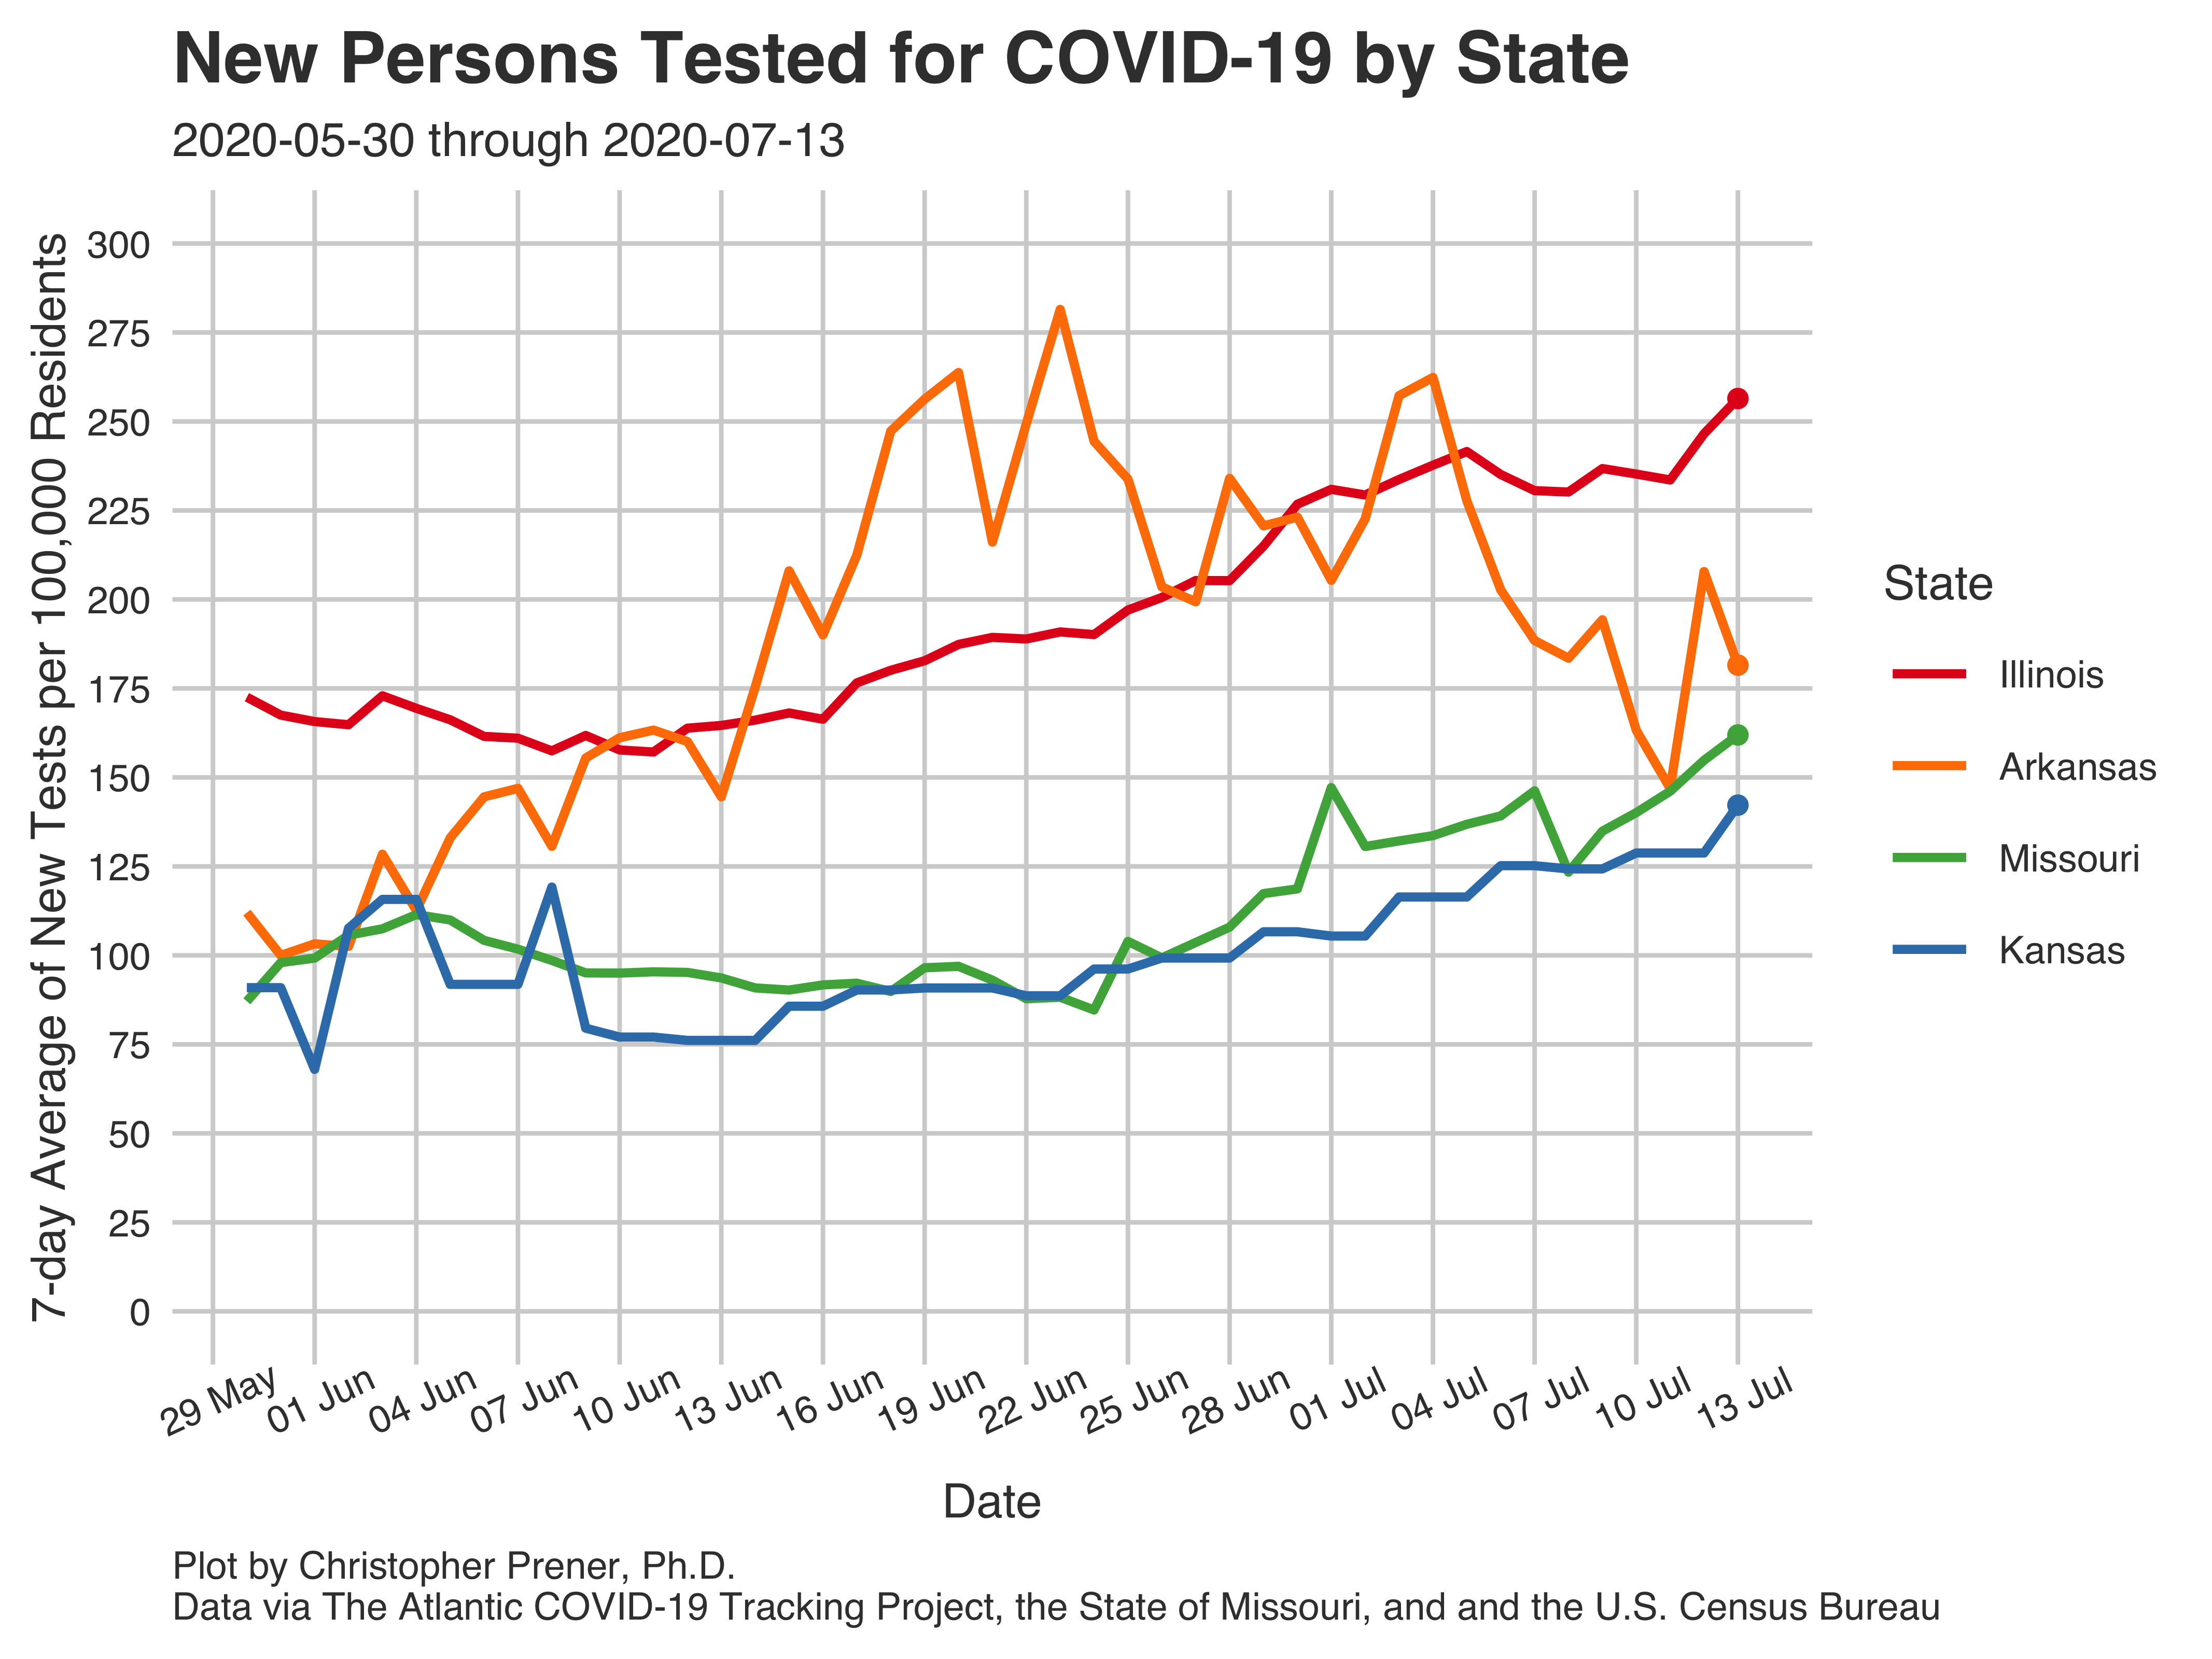 New Persons Tested for COVID-19 by State
2020-05-30 through 2020-07-13
7-day Average of New Tests per 100,000 Residents
300
275
250
225
200
175
150
125
100
75
50
25
0
29 May
01 Jun
04 Jun
07 Jun
10 Jun
13 Jun
16 Jun
19 Jun
22 Jun
25 Jun
28 Jun
01 Jul
04 Jul
07 Jul
10 Jul
13 Jul
Date
State
Illinois
Arkansas
Missouri
Kansas
Plot by Christopher Prener, Ph.D.
Data via The Atlantic COVID-19 Tracking Project, the State of Missouri, and and the U.S. Census Bureau